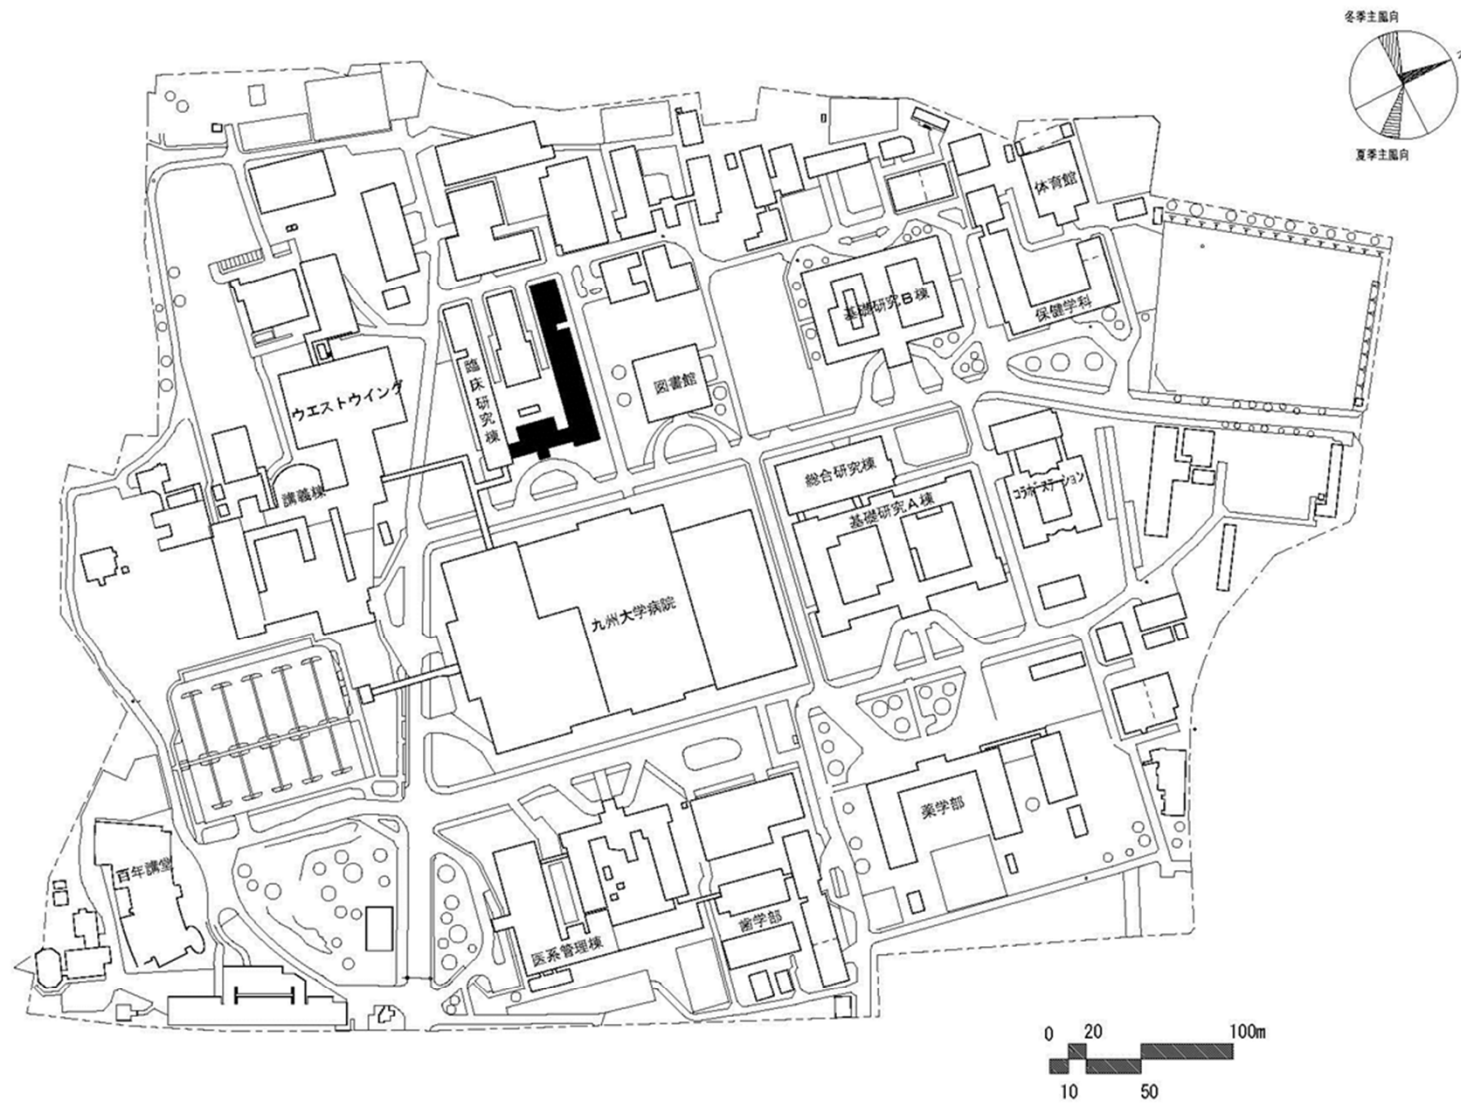 冬季主風向
夏季主風向
体育館
基礎研究B棟
保健学科
臨床研究棟
図書館
ウエストウイング
総合研究棟
講義棟
コラボステーション
基礎研究A棟
九州大学病院
薬学部
百年講堂
歯学部
医系管理棟
0 20 100m
10 50